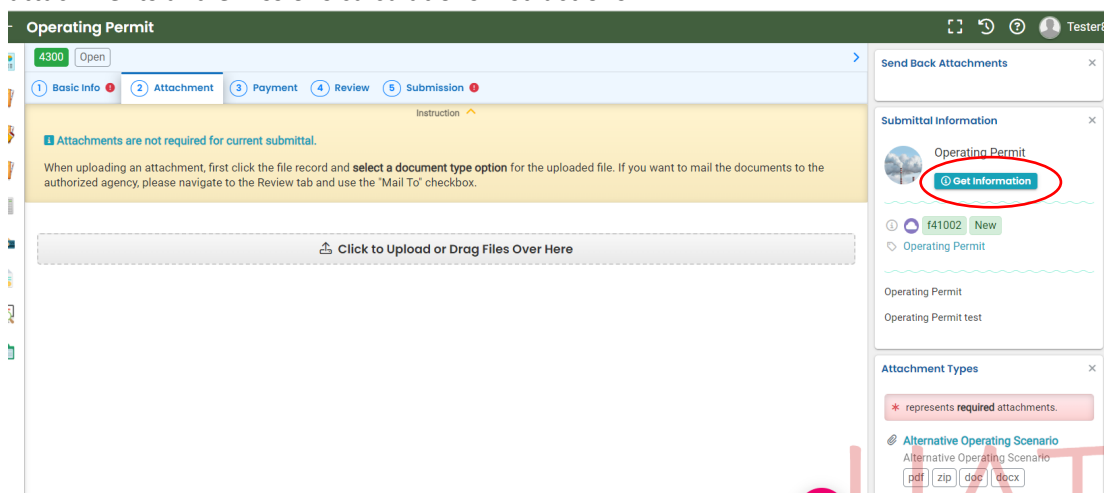 Operating Permit
Tester8
4300 Open
1 Basic Info 2 Attachment 3 Payment 4 Review 5 Submission
Instruction
Attachments are not required for current submittal.
When uploading an attachment, first click the file record and select a document type option for the uploaded file. If you want to mail the documents to the
authorized agency, please navigate to the Review tab and use the "Mail To" checkbox.
Click to Upload or Drag Files Over Here
Send Back Attachments
Submittal Information
Operating Permit
Get Information
f41002 New
Operating Permit
Operating Permit
Operating Permit test
Attachment Types
* represents required attachments.
Alternative Operating Scenario
Alternative Operating Scenario
pdf zip doc docx